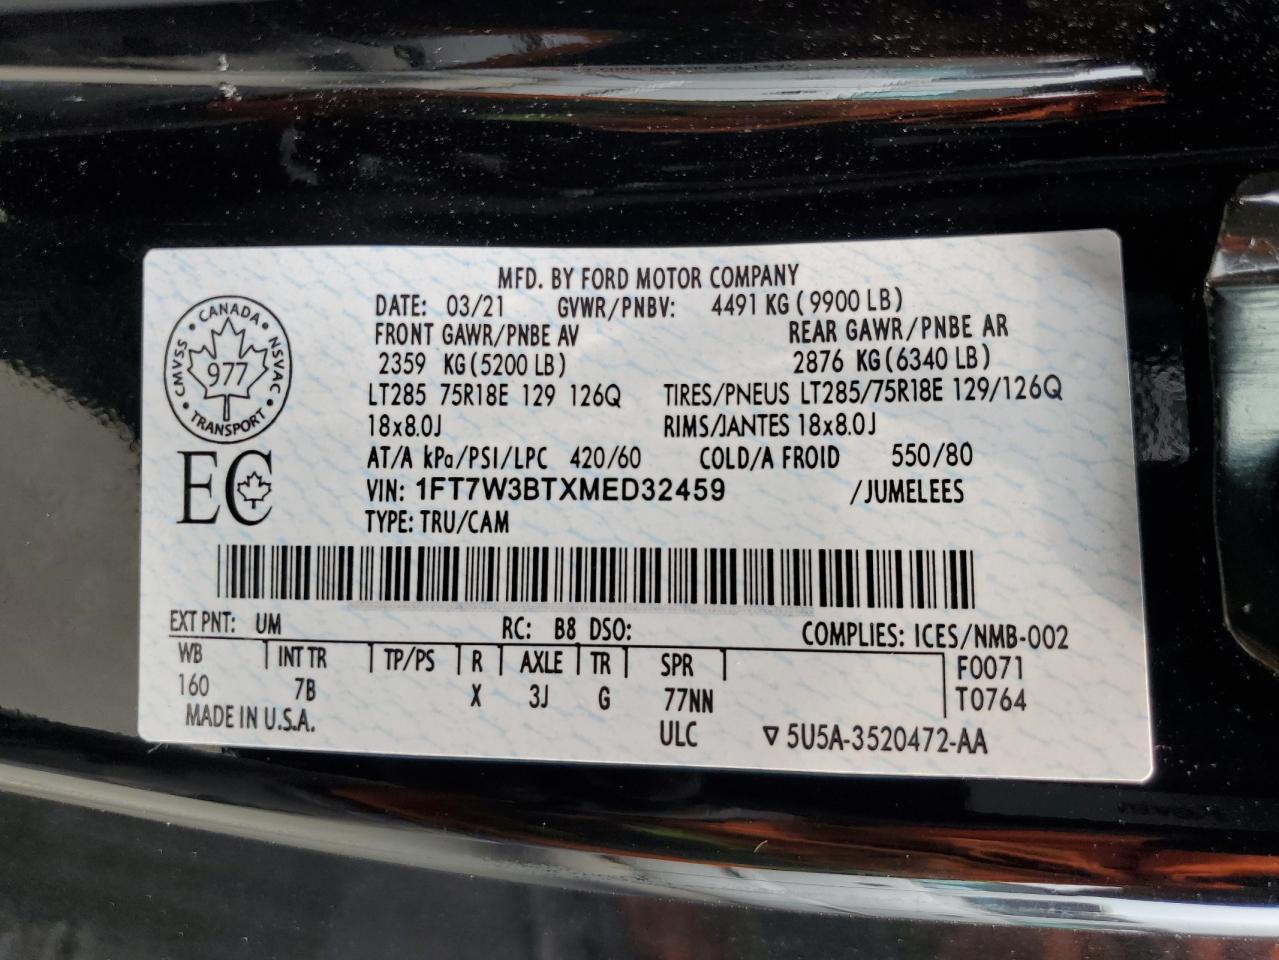 MFD. BY FORD MOTOR COMPANY
DATE: 03/21 GVWR/PNBV: 4491 KG (9900 LB)
FRONT GAWR/PNBE AV REAR GAWR/PNBE AR
2359 KG (5200 LB) 2876 KG (6340 LB)
LT285 75R18E 129 126Q TIRES/PNEUS LT285/75R18E 129/126Q
18x8.0J RIMS/JANTES 18x8.0J
AT/A kPa/PSI/LPC 420/60 COLD/A FROID 550/80
VIN: 1FT7W3BTXMED32459 /JUMELEES
TYPE: TRU/CAM
CANADA
CMVSS NSVAC
977
TRANSPORT
EC
EXT PNT: UM RC: B8 DSO: COMPLIES: ICES/NMB-002
WB INT TR TP/PS R AXLE TR SPR F0071
160 7B X 3J G 77NN T0764
MADE IN U.S.A. ULC ▽ 5U5A-3520472-AA